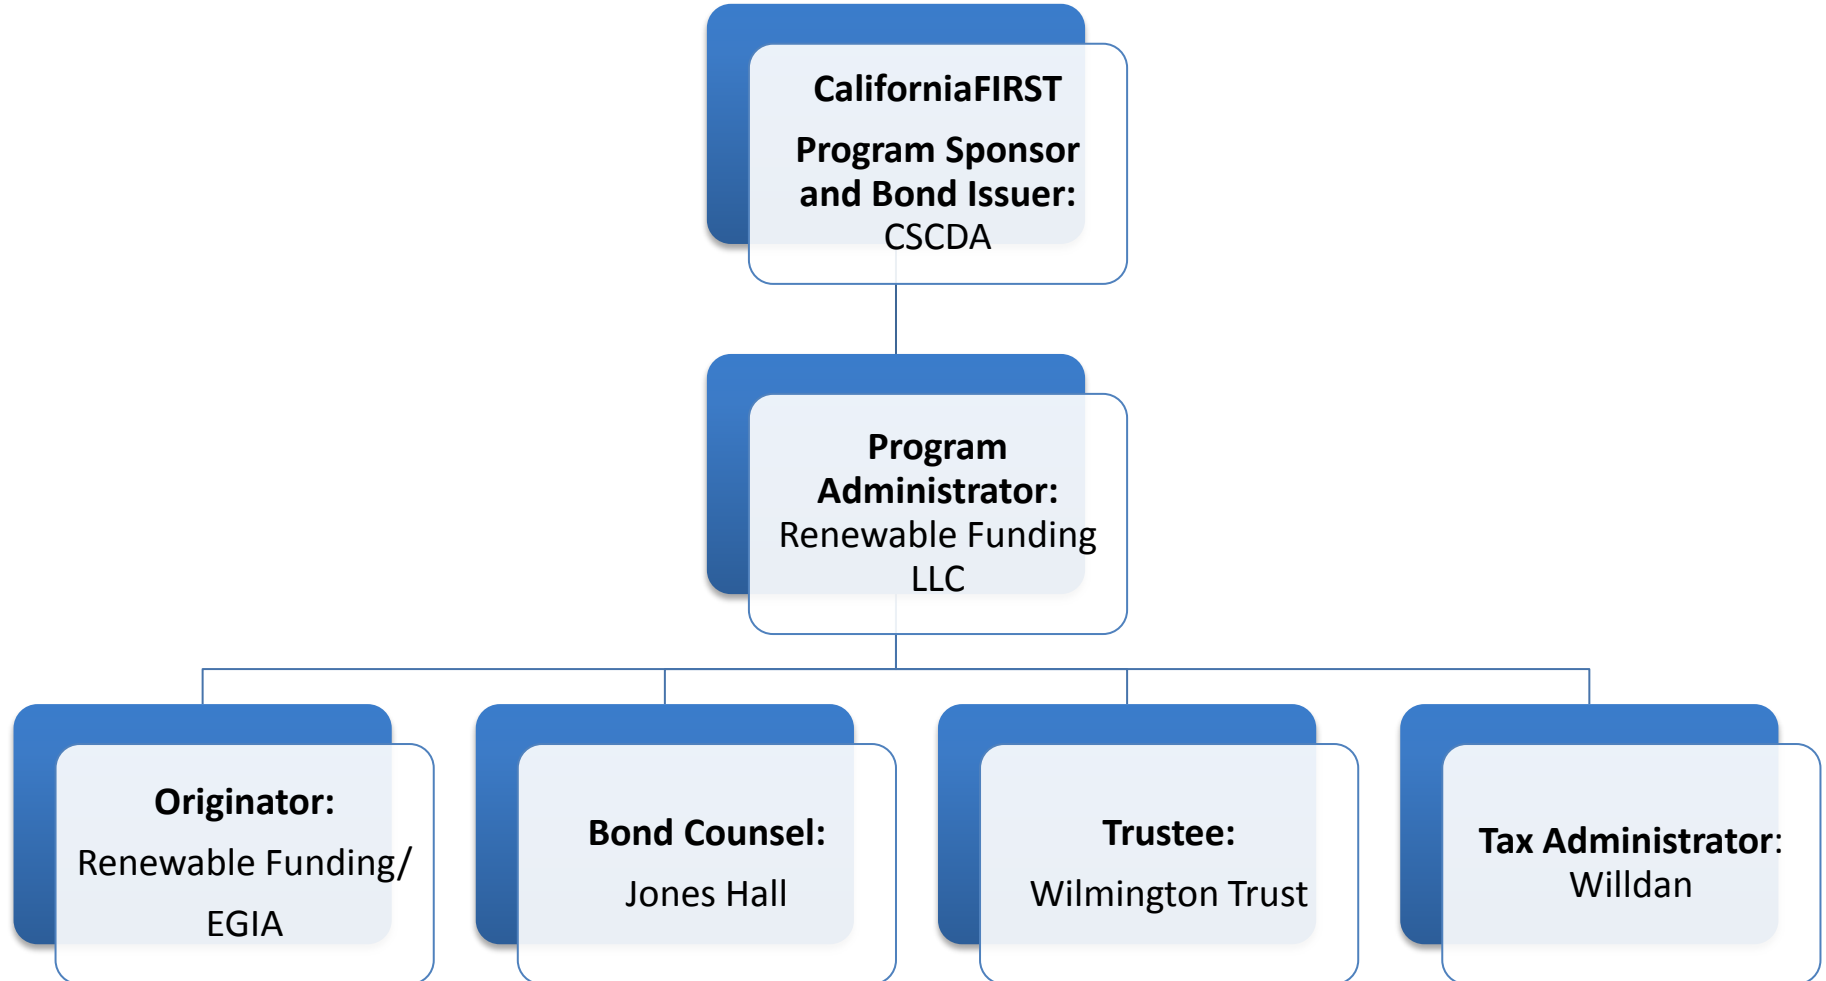 CaliforniaFIRST
Program Sponsor
and Bond Issuer:
CSCDA
Program
Administrator:
Renewable Funding
LLC
Originator:
Renewable Funding/
EGIA
Bond Counsel:
Jones Hall
Trustee:
Wilmington Trust
Tax Administrator:
Willdan